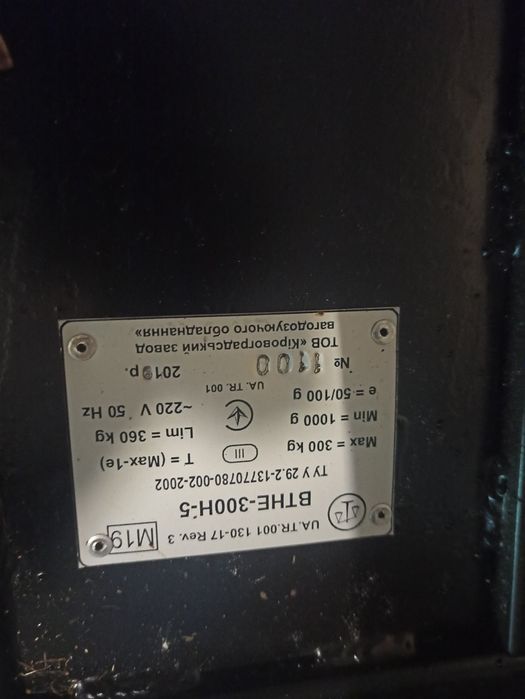 UA.TR.001 130-17 Rev. 3 M19
ВТНЕ-300Н-5
ТУ У 29.2-13770780-002-2002
Max = 300 kg III T = (Max-1e)
Min = 1000 g Lim = 360 kg
e = 50/100 g ~220 V 50 Hz
UA. TR. 001
№ 1100 2019 р.
ТОВ «Кіровоградський завод
вагодозуючого обладнання»